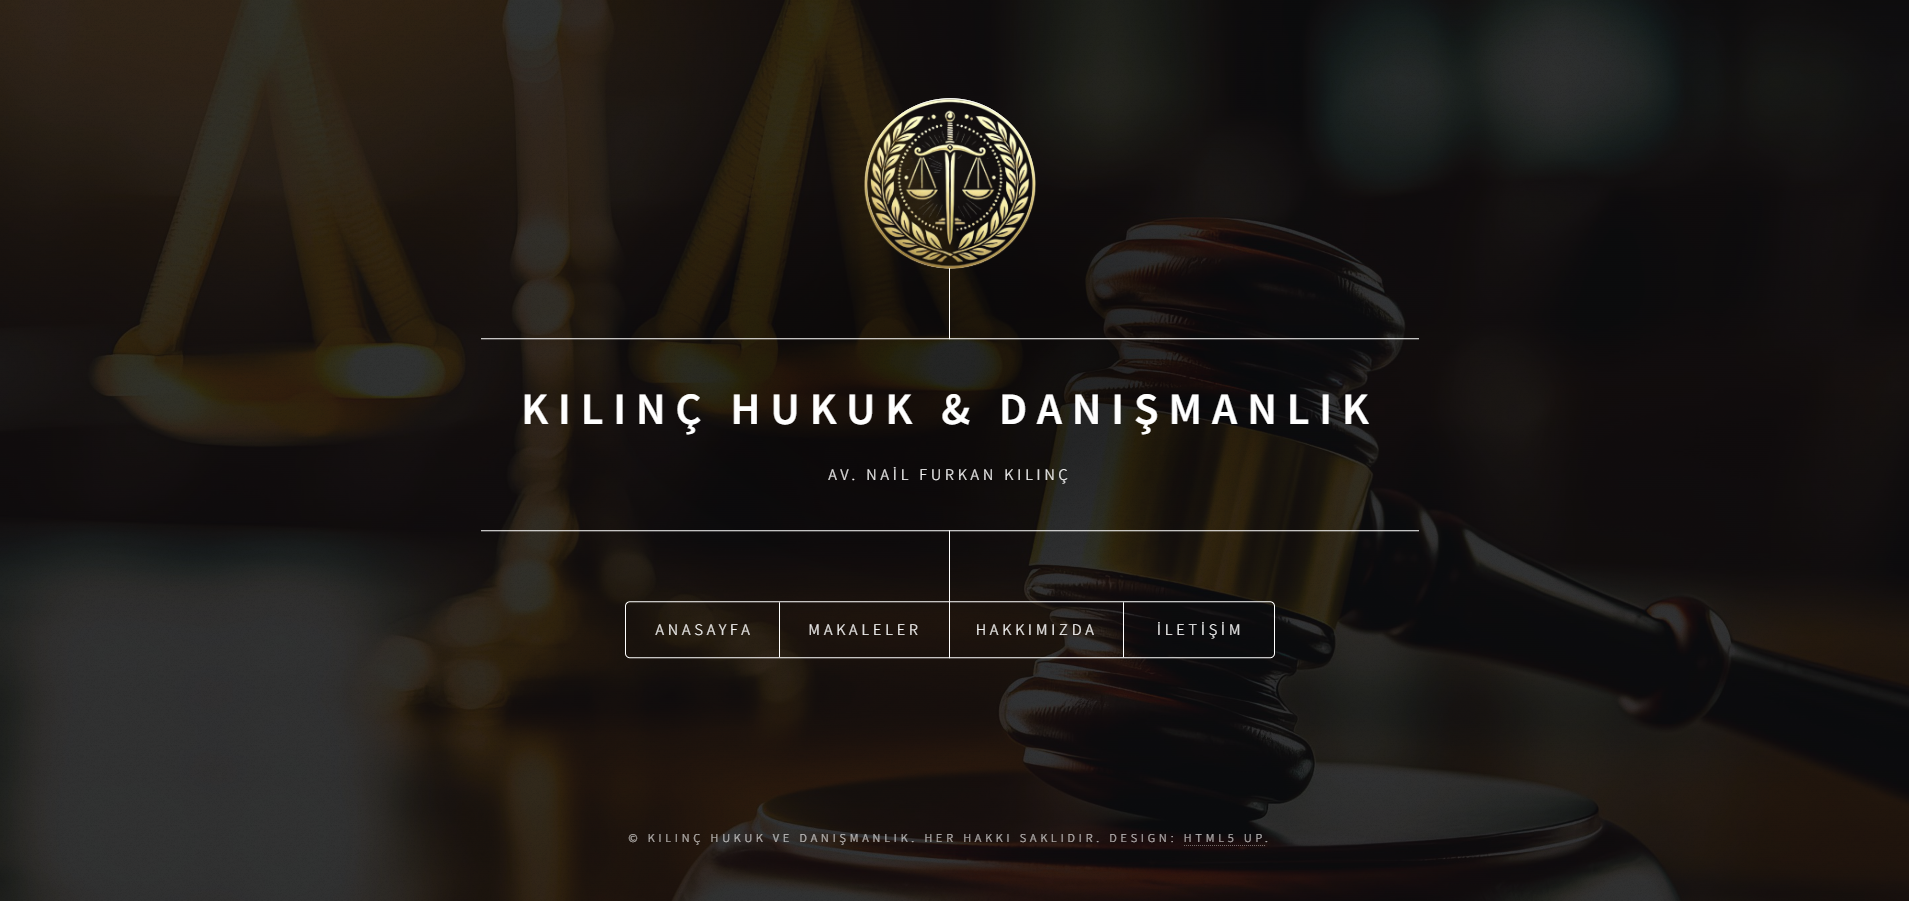 KILINÇ HUKUK & DANIŞMANLIK
AV. NAİL FURKAN KILINÇ
ANASAYFA MAKALELER HAKKIMIZDA İLETİŞİM
© KILINÇ HUKUK VE DANIŞMANLIK. HER HAKKI SAKLIDIR. DESIGN: HTML5 UP.